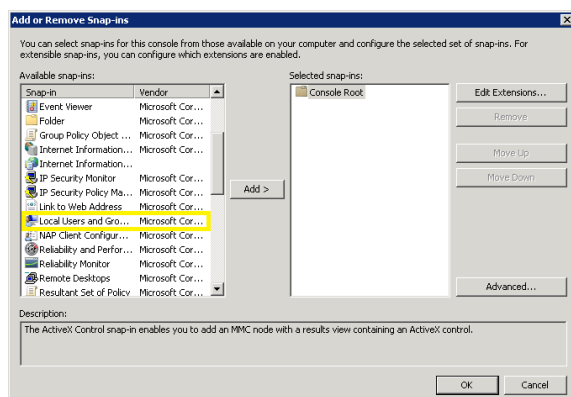 Add or Remove Snap-ins
You can select snap-ins for this console from those available on your computer and configure the selected set of snap-ins. For
extensible snap-ins, you can configure which extensions are enabled.
Available snap-ins:
Snap-in Vendor
Event Viewer Microsoft Cor...
Folder Microsoft Cor...
Group Policy Object ... Microsoft Cor...
Internet Information... Microsoft Cor...
Internet Information...
IP Security Monitor Microsoft Cor...
IP Security Policy Ma... Microsoft Cor...
Link to Web Address Microsoft Cor...
Local Users and Gro... Microsoft Cor...
NAP Client Configur... Microsoft Cor...
Reliability and Perfor... Microsoft Cor...
Reliability Monitor Microsoft Cor...
Remote Desktops Microsoft Cor...
Resultant Set of Policy Microsoft Cor...
Add >
Selected snap-ins:
Console Root
Edit Extensions...
Remove
Move Up
Move Down
Advanced...
Description:
The ActiveX Control snap-in enables you to add an MMC node with a results view containing an ActiveX control.
OK Cancel